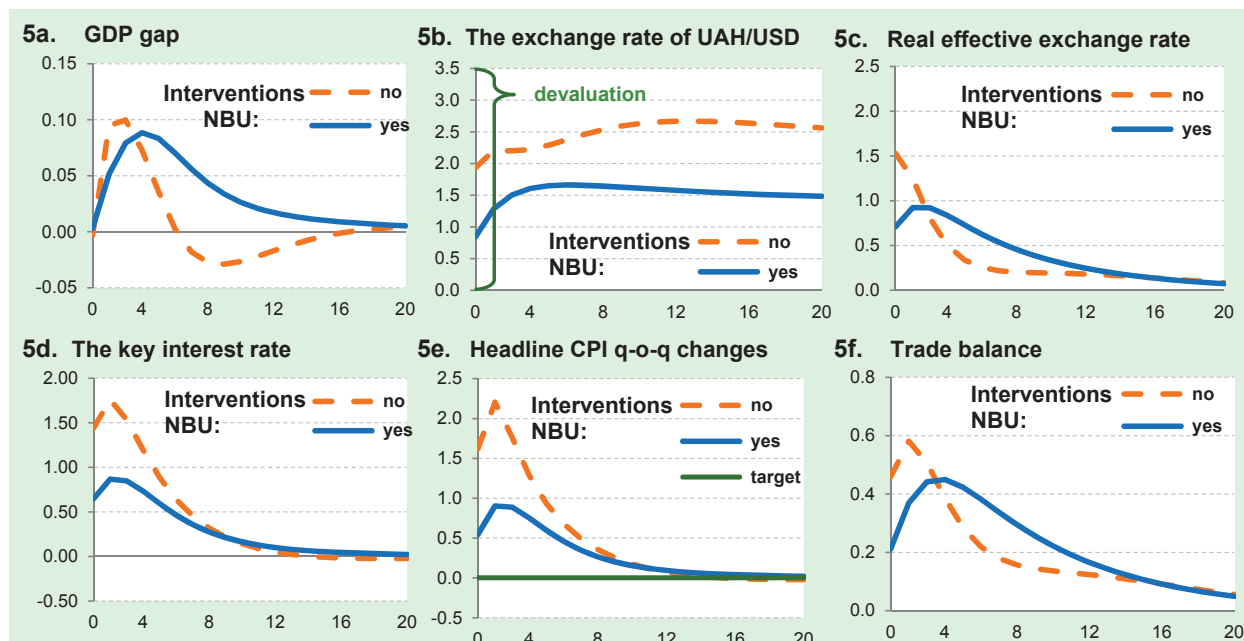 5a. GDP gap
0.15
0.10
0.05
0.00
-0.05
0 4 8 12 16 20
Interventions
NBU:
no
yes
5b. The exchange rate of UAH/USD
3.5
3.0
2.5
2.0
1.5
1.0
0.5
0.0
0 4 8 12 16 20
devaluation
Interventions
NBU:
no
yes
5c. Real effective exchange rate
2.5
2.0
1.5
1.0
0.5
0.0
0 4 8 12 16 20
Interventions
NBU:
no
yes
5d. The key interest rate
2.00
1.50
1.00
0.50
0.00
-0.50
0 4 8 12 16 20
Interventions
NBU:
no
yes
5e. Headline CPI q-o-q changes
2.5
2.0
1.5
1.0
0.5
0.0
-0.5
0 4 8 12 16 20
Interventions
NBU:
no
yes
target
5f. Trade balance
0.8
0.6
0.4
0.2
0.0
0 4 8 12 16 20
Interventions
NBU:
no
yes